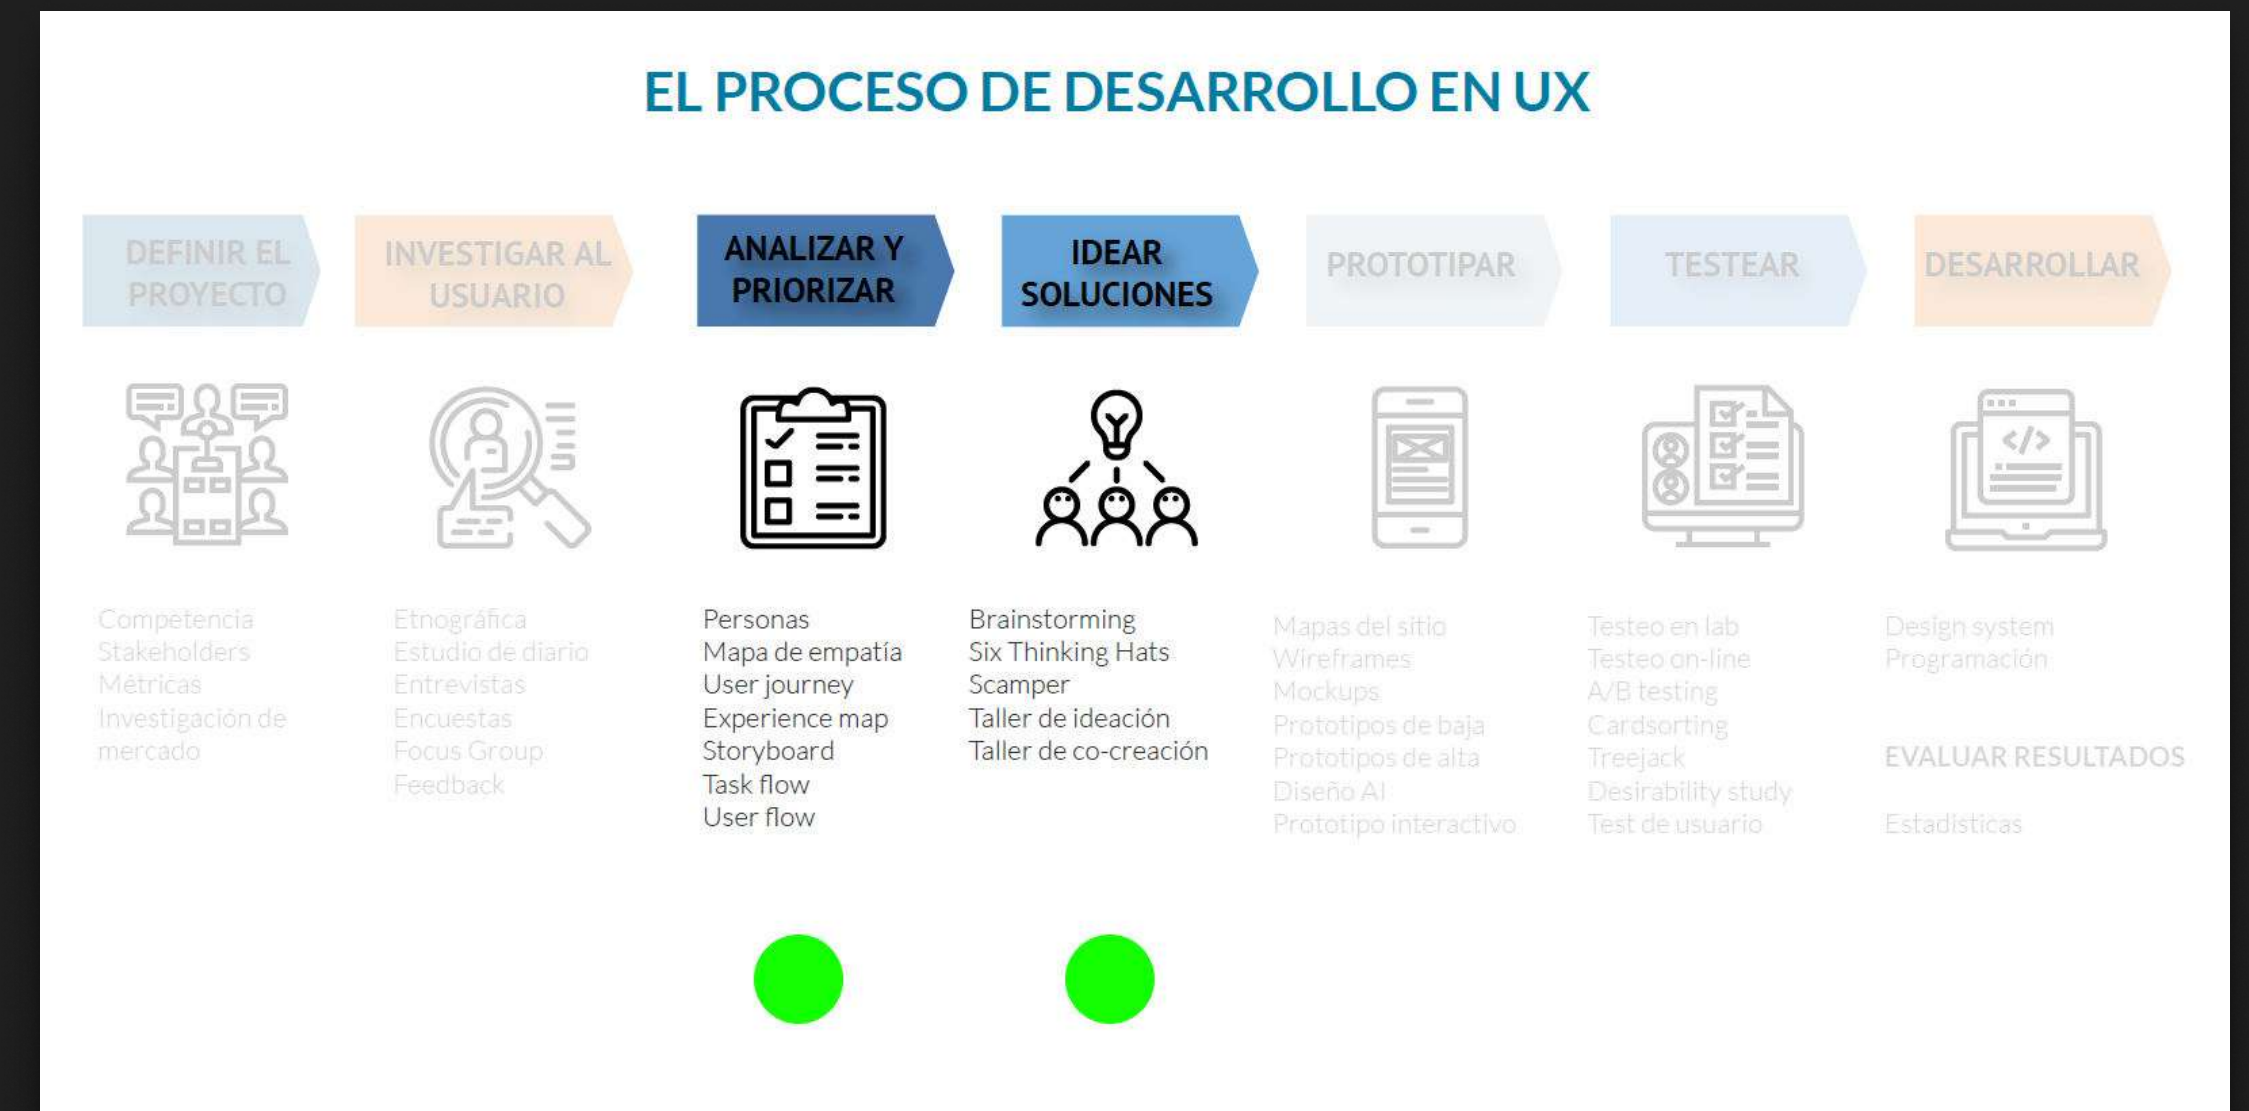 EL PROCESO DE DESARROLLO EN UX
DEFINIR EL
PROYECTO
INVESTIGAR AL
USUARIO
ANALIZAR Y
PRIORIZAR
IDEAR
SOLUCIONES
PROTOTIPAR
TESTEAR
DESARROLLAR
</>
Competencia
Stakeholders
Métricas
Investigación de
mercado
Etnográfica
Estudio de diario
Entrevistas
Encuestas
Focus Group
Feedback
Personas
Mapa de empatía
User journey
Experience map
Storyboard
Task flow
User flow
Brainstorming
Six Thinking Hats
Scamper
Taller de ideación
Taller de co-creación
Mapas del sitio
Wireframes
Mockups
Prototipos de baja
Prototipos de alta
Diseño AI
Prototipo interactivo
Testeo en lab
Testeo on-line
A/B testing
Cardsorting
Treejack
Desirability study
Test de usuario
Design system
Programación
EVALUAR RESULTADOS
Estadísticas